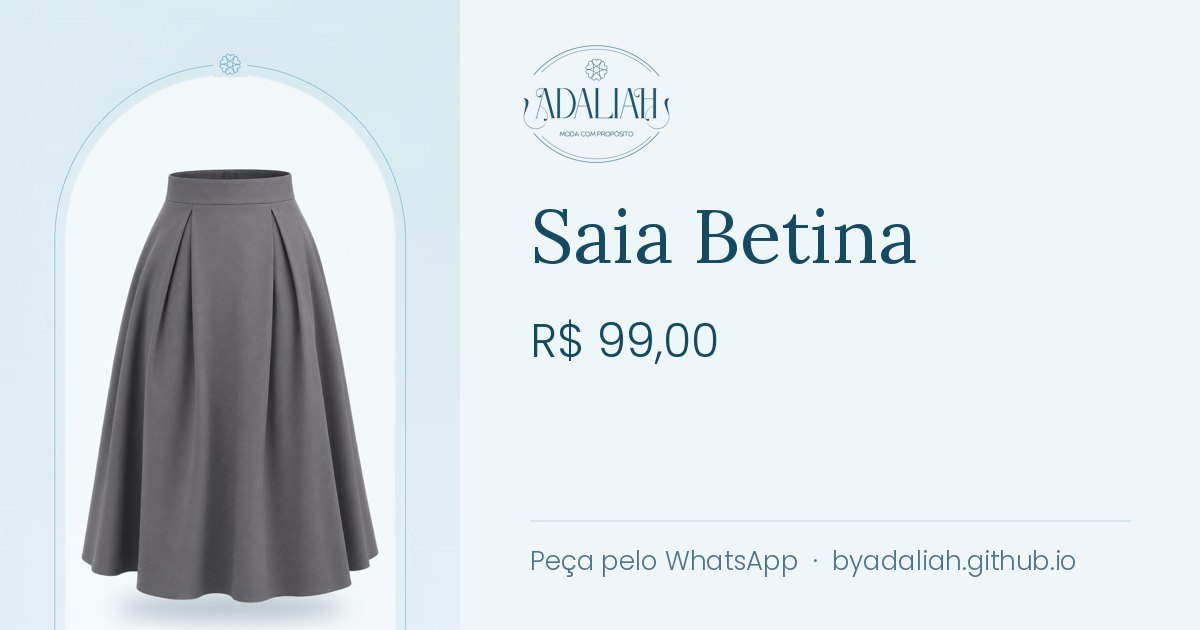 ADALIAH
MODA COM PROPÓSITO
Saia Betina
R$ 99,00
Peça pelo WhatsApp · byadaliah.github.io